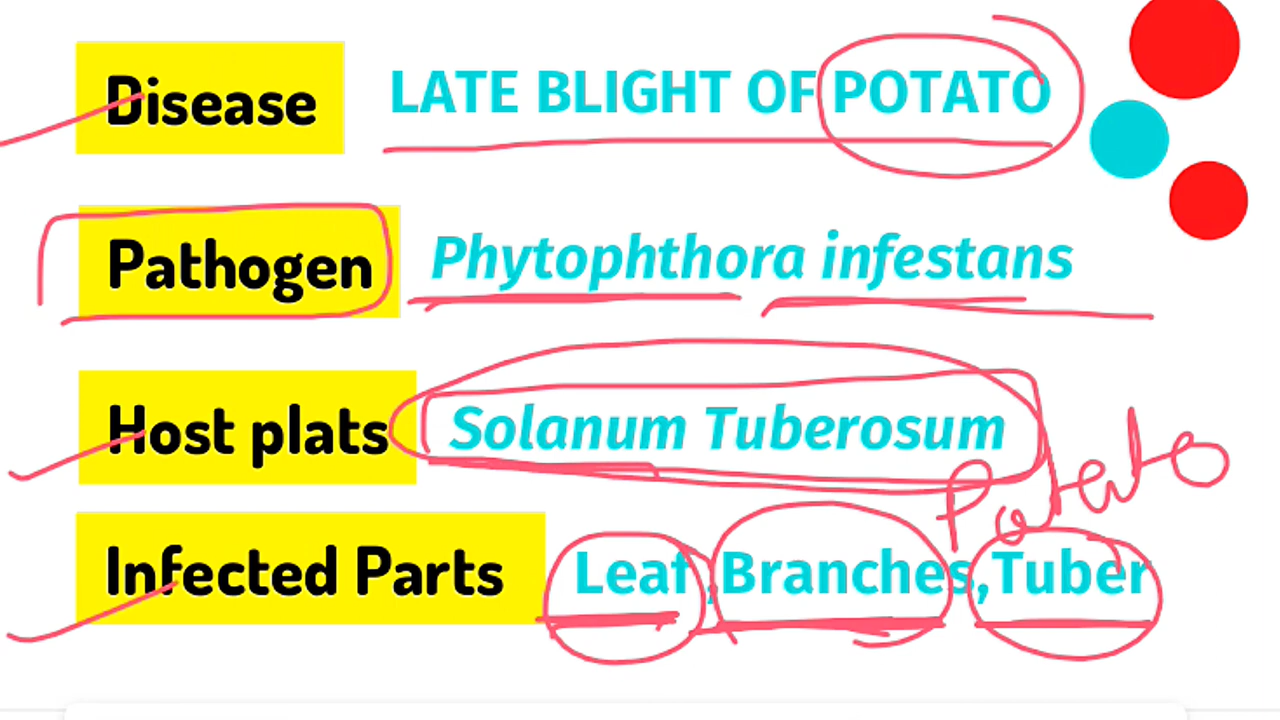 Disease LATE BLIGHT OF POTATO
Pathogen Phytophthora infestans
Host plats Solanum Tuberosum
Potato
Infected Parts Leaf ,Branches,Tuber